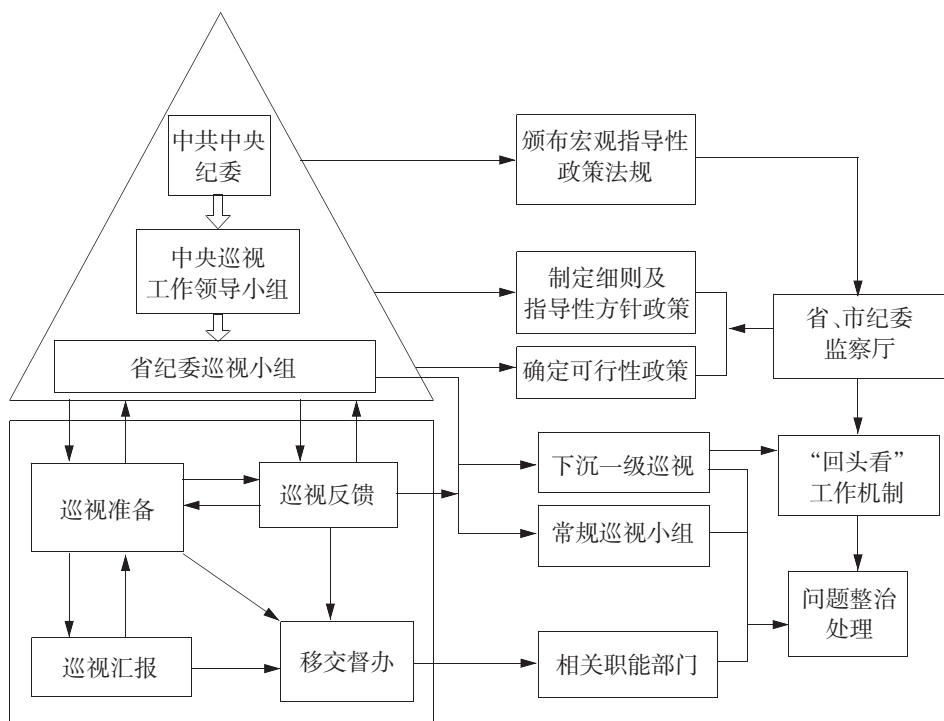 中共中央
纪委
颁布宏观指导性
政策法规
中央巡视
工作领导小组
制定细则及
指导性方针政策
省、市纪委
监察厅
省纪委巡视小组
确定可行性政策
下沉一级巡视
“回头看”
工作机制
巡视准备
巡视反馈
常规巡视小组
问题整治
处理
巡视汇报
移交督办
相关职能部门